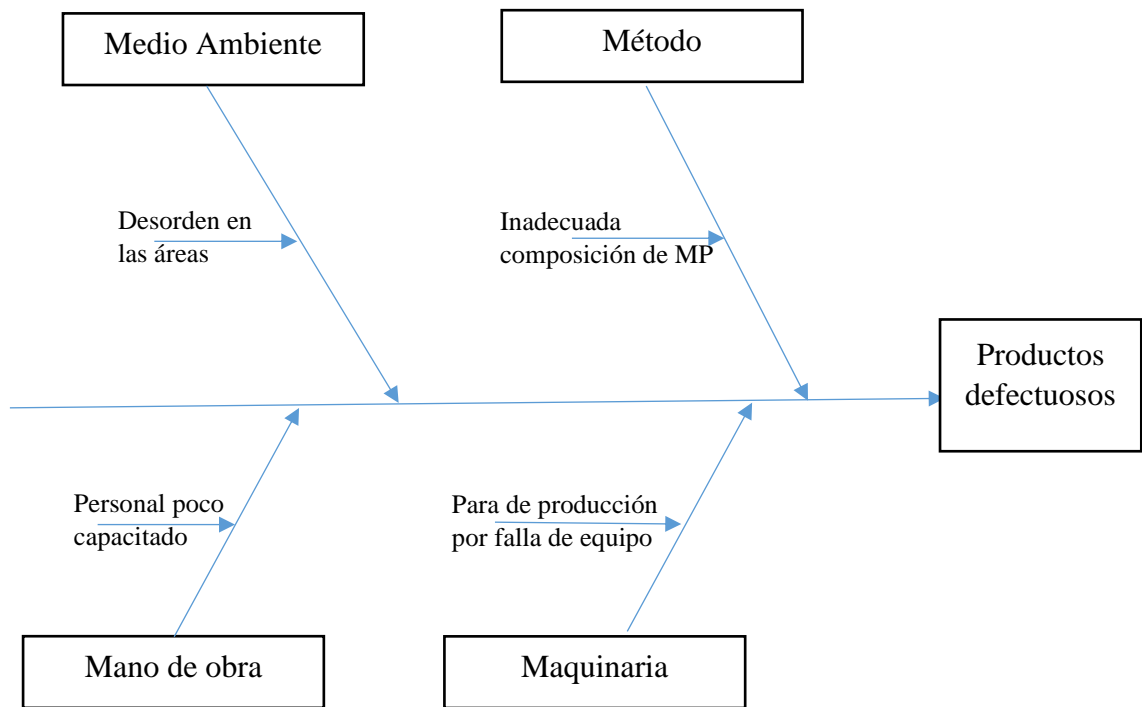 Medio Ambiente
Método
Desorden en
las áreas
Inadecuada
composición de MP
Productos
defectuosos
Personal poco
capacitado
Para de producción
por falla de equipo
Mano de obra
Maquinaria